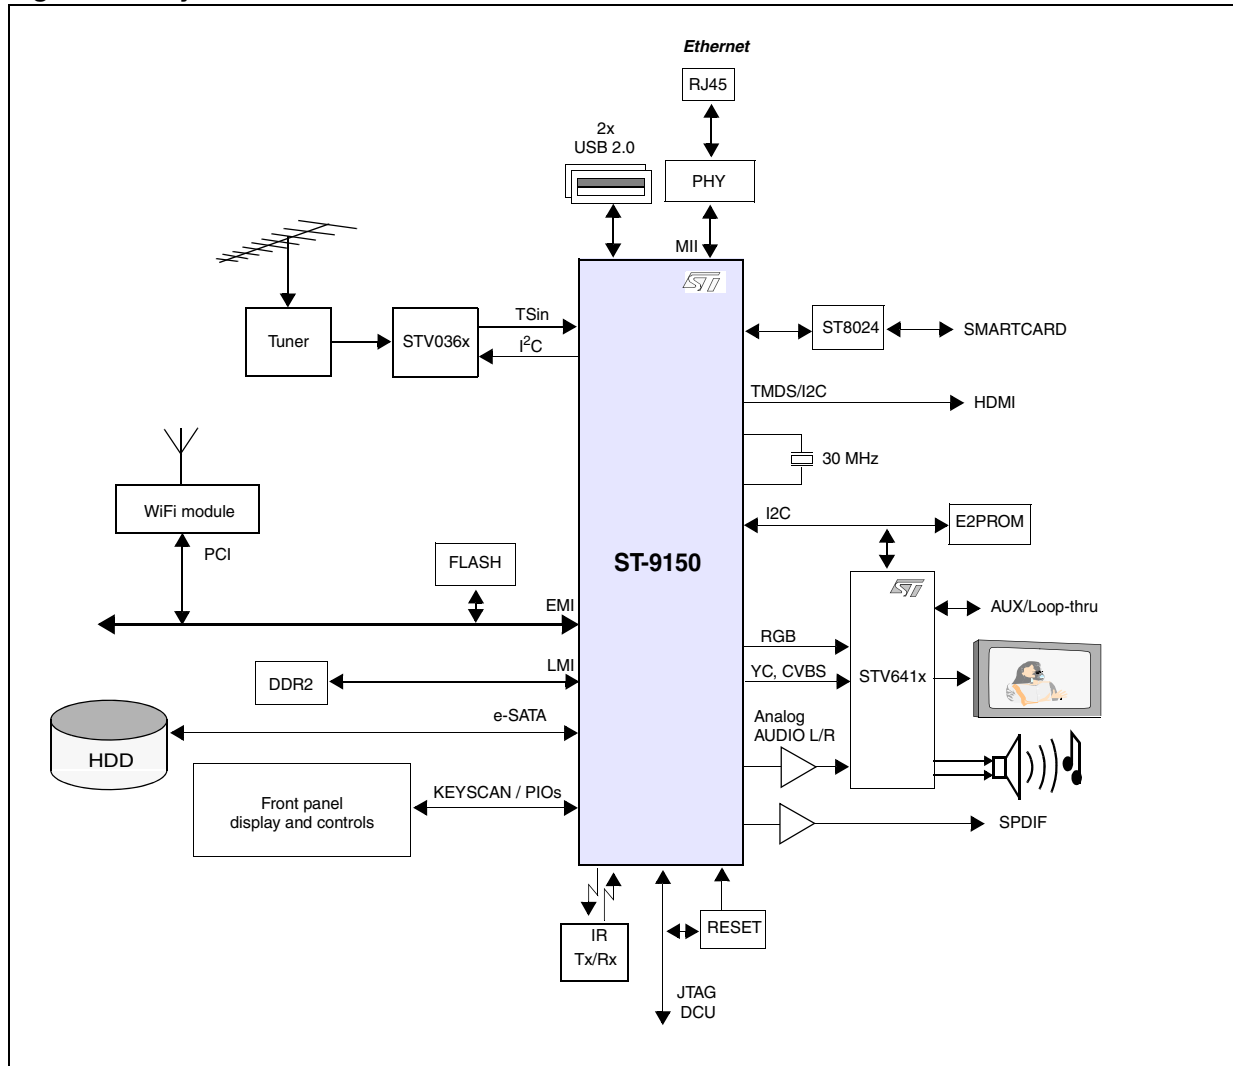 Ethernet
RJ45
2x
USB 2.0
PHY
MII
ST
TSin
Tuner
STV036x
I²C
ST8024
SMARTCARD
TMDS/I2C
HDMI
30 MHz
WiFi module
I2C
E2PROM
PCI
FLASH
ST-9150
ST
EMI
AUX/Loop-thru
RGB
LMI
YC, CVBS
STV641x
DDR2
e-SATA
Analog
AUDIO L/R
HDD
KEYSCAN / PIOs
Front panel
display and controls
SPDIF
IR
Tx/Rx
RESET
JTAG
DCU